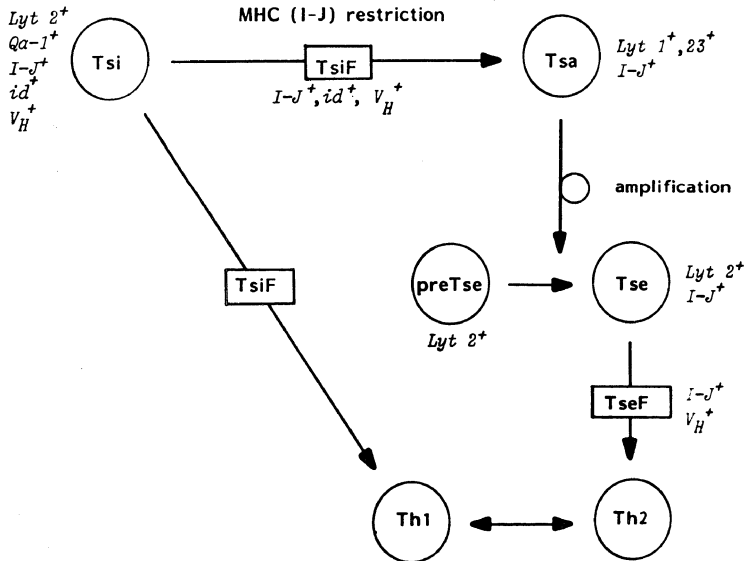 MHC (I-J) restriction
Lyt 2+
Qa-1+
I-J+
id+
VH+
Tsi
TsiF
I-J+, id+, VH+
Tsa
Lyt 1+,23+
I-J+
amplification
TsiF
preTse
Lyt 2+
Tse
Lyt 2+
I-J+
TseF
I-J+
VH+
Th1
Th2